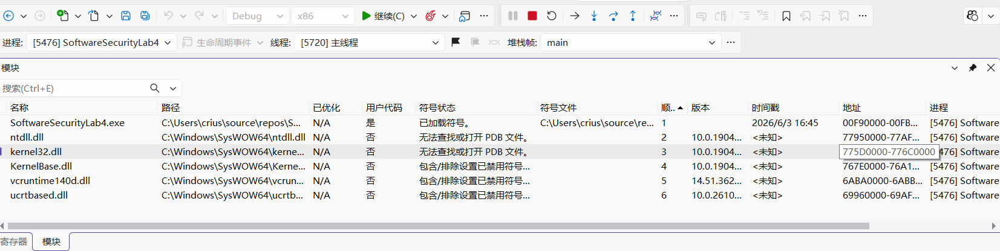 Debug x86 继续(C)
进程: [5476] SoftwareSecurityLab4 生命周期事件 线程: [5720] 主线程 堆栈帧: main
模块
搜索(Ctrl+E)
名称 路径 已优化 用户代码 符号状态 符号文件 顺.. 版本 时间戳 地址 进程
SoftwareSecurityLab4.exe C:\Users\crius\source\repos\S... N/A 是 已加载符号。 C:\Users\crius\source\re... 1 2026/6/3 16:45 00F90000-00FB... [5476] Software
ntdll.dll C:\Windows\SysWOW64\ntdll.dll N/A 否 无法查找或打开 PDB 文件。 2 10.0.1904... <未知> 77950000-77AF... [5476] Software
kernel32.dll C:\Windows\SysWOW64\kerne... N/A 否 无法查找或打开 PDB 文件。 3 10.0.1904... <未知> 775D0000-776C0000 [5476] Software
KernelBase.dll C:\Windows\SysWOW64\Kerne... N/A 否 包含/排除设置已禁用符号... 4 10.0.1904... <未知> 767E0000-76A1... [5476] Software
vcruntime140d.dll C:\Windows\SysWOW64\vcrun... N/A 否 包含/排除设置已禁用符号... 5 14.51.362... <未知> 6ABA0000-6ABB... [5476] Software
ucrtbased.dll C:\Windows\SysWOW64\ucrtb... N/A 否 包含/排除设置已禁用符号... 6 10.0.2610... <未知> 69960000-69AF... [5476] Software
寄存器 模块